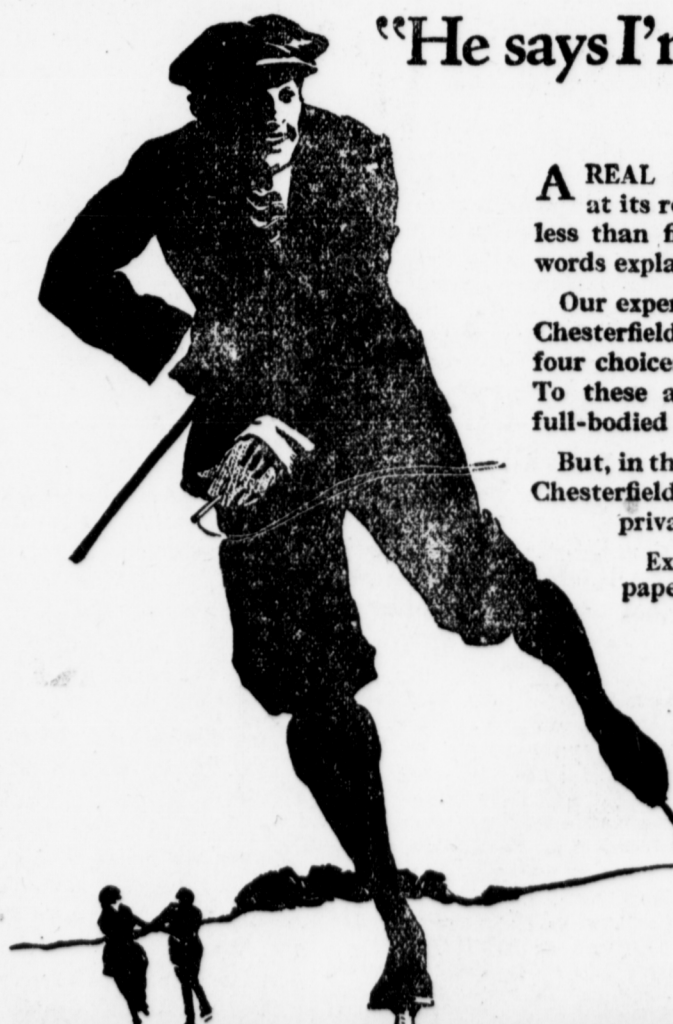 "He says I'
A REAL
at its r
less than f
words expla
Our exper
Chesterfield
four choice
To these a
full-bodied
But, in th
Chesterfield
priva
Ex
pape